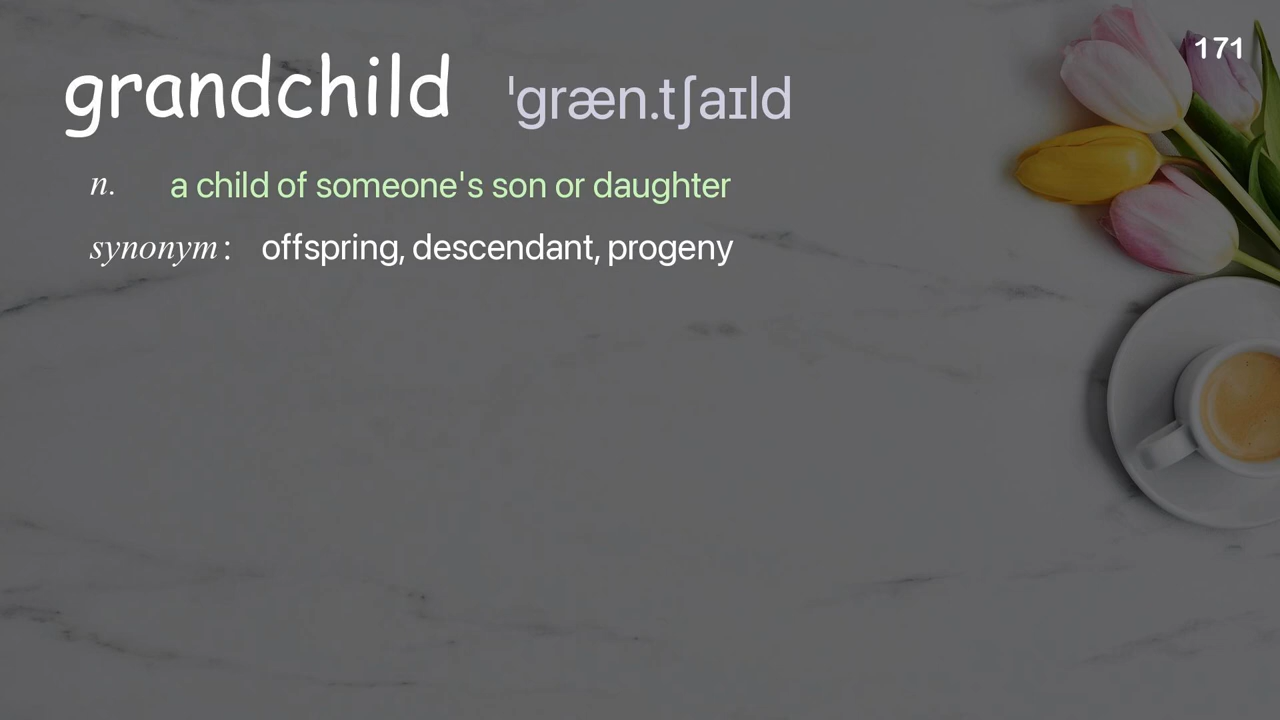 171
grandchild ˈɡræn.tʃaɪld
n. a child of someone's son or daughter
synonym: offspring, descendant, progeny